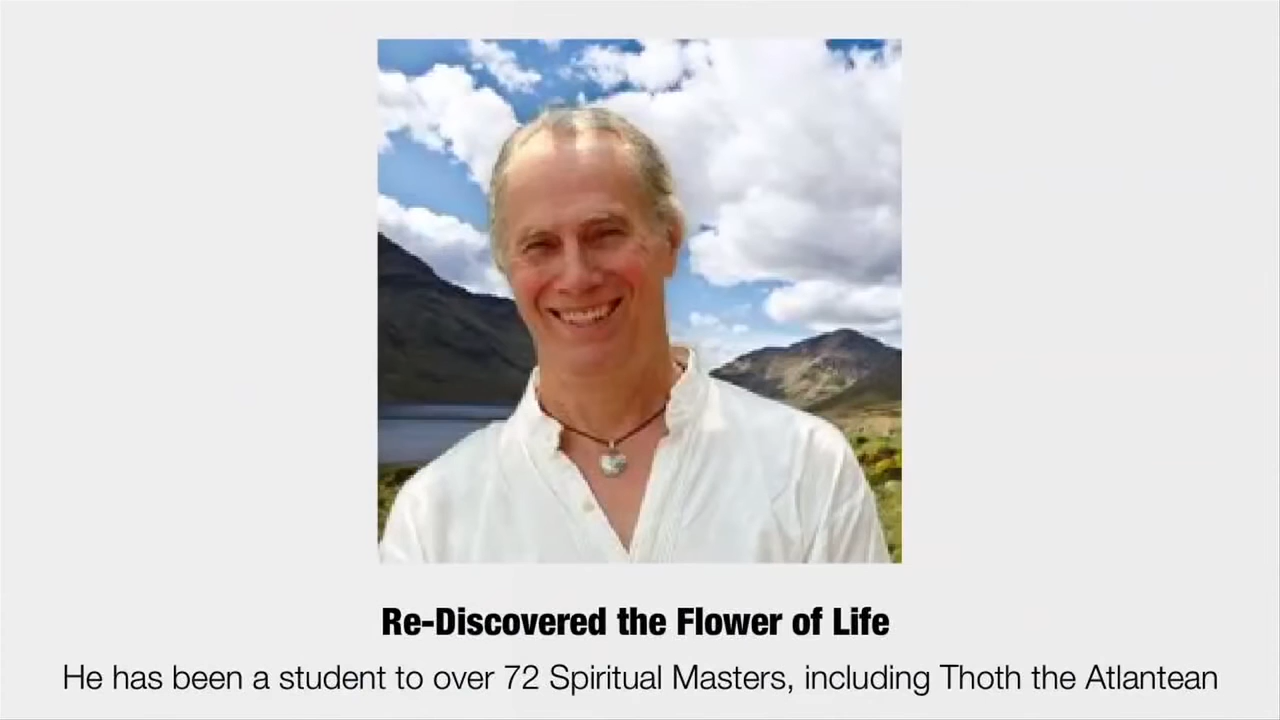 Re-Discovered the Flower of Life
He has been a student to over 72 Spiritual Masters, including Thoth the Atlantean